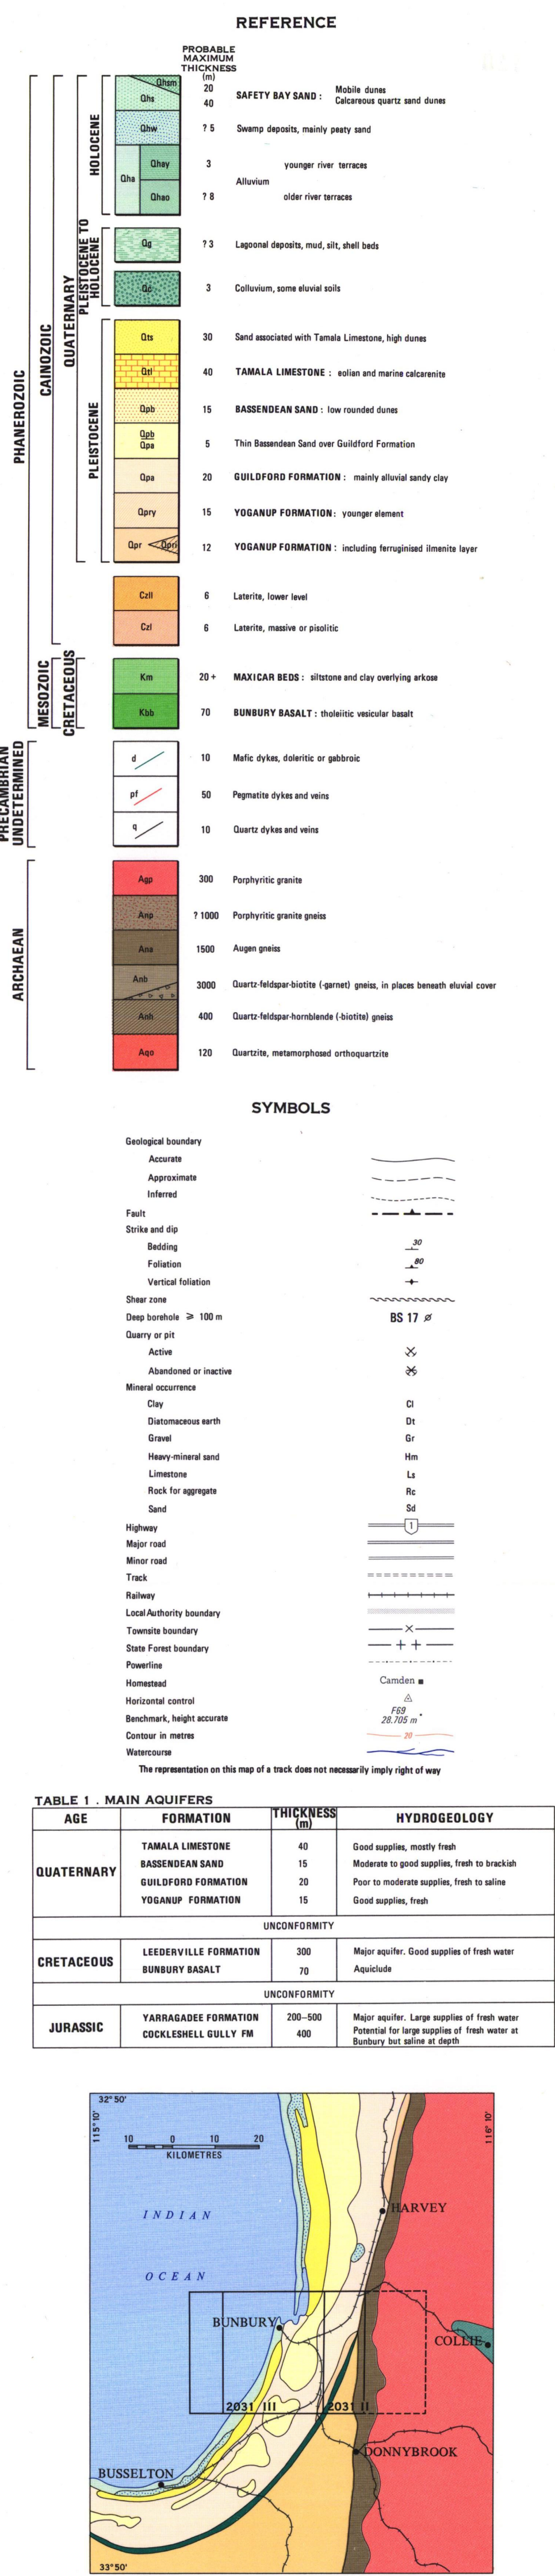 REFERENCE
PROBABLE
MAXIMUM
THICKNESS
(m)
PHANEROZOIC
CAINOZOIC
QUATERNARY
HOLOCENE
Qhsm 20 SAFETY BAY SAND : Mobile dunes
Qhs 40 Calcareous quartz sand dunes
Qhw ? 5 Swamp deposits, mainly peaty sand
Qha
Qhay 3 younger river terraces
Alluvium
Qhao ? 8 older river terraces
PLEISTOCENE TO
HOLOCENE
Qg ? 3 Lagoonal deposits, mud, silt, shell beds
Qc 3 Colluvium, some eluvial soils
PLEISTOCENE
Qts 30 Sand associated with Tamala Limestone, high dunes
Qtl 40 TAMALA LIMESTONE : eolian and marine calcarenite
Qpb 15 BASSENDEAN SAND : low rounded dunes
Qpb
Qpa 5 Thin Bassendean Sand over Guildford Formation
Qpa 20 GUILDFORD FORMATION : mainly alluvial sandy clay
Qpry 15 YOGANUP FORMATION: younger element
Qpr Qpri 12 YOGANUP FORMATION : including ferruginised ilmenite layer
Czll 6 Laterite, lower level
Czl 6 Laterite, massive or pisolitic
MESOZOIC
CRETACEOUS
Km 20 + MAXICAR BEDS : siltstone and clay overlying arkose
Kbb 70 BUNBURY BASALT : tholeiitic vesicular basalt
PRECAMBRIAN
UNDETERMINED
d 10 Mafic dykes, doleritic or gabbroic
pf 50 Pegmatite dykes and veins
q 10 Quartz dykes and veins
ARCHAEAN
Agp 300 Porphyritic granite
Anp ? 1000 Porphyritic granite gneiss
Ana 1500 Augen gneiss
Anb 3000 Quartz-feldspar-biotite (-garnet) gneiss, in places beneath eluvial cover
Anh 400 Quartz-feldspar-hornblende (-biotite) gneiss
Aqo 120 Quartzite, metamorphosed orthoquartzite
SYMBOLS
Geological boundary
Accurate
Approximate
Inferred
Fault
Strike and dip
Bedding 30
Foliation 80
Vertical foliation
Shear zone
Deep borehole ⩾ 100 m BS 17
Quarry or pit
Active
Abandoned or inactive
Mineral occurrence
Clay Cl
Diatomaceous earth Dt
Gravel Gr
Heavy-mineral sand Hm
Limestone Ls
Rock for aggregate Rc
Sand Sd
Highway 1
Major road
Minor road
Track
Railway
Local Authority boundary
Townsite boundary
State Forest boundary
Powerline
Homestead Camden
Horizontal control
Benchmark, height accurate F69
28.705 m
Contour in metres 20
Watercourse
The representation on this map of a track does not necessarily imply right of way
TABLE 1 . MAIN AQUIFERS
AGE FORMATION THICKNESS (m) HYDROGEOLOGY
QUATERNARY
TAMALA LIMESTONE 40 Good supplies, mostly fresh
BASSENDEAN SAND 15 Moderate to good supplies, fresh to brackish
GUILDFORD FORMATION 20 Poor to moderate supplies, fresh to saline
YOGANUP FORMATION 15 Good supplies, fresh
UNCONFORMITY
CRETACEOUS
LEEDERVILLE FORMATION 300 Major aquifer. Good supplies of fresh water
BUNBURY BASALT 70 Aquiclude
UNCONFORMITY
JURASSIC
YARRAGADEE FORMATION 200–500 Major aquifer. Large supplies of fresh water
COCKLESHELL GULLY FM 400 Potential for large supplies of fresh water at
Bunbury but saline at depth
32° 50'
115° 10'
116° 10'
10 0 10 20
KILOMETRES
INDIAN
OCEAN
HARVEY
BUNBURY
COLLIE
2031 III
2031 II
DONNYBROOK
BUSSELTON
33° 50'